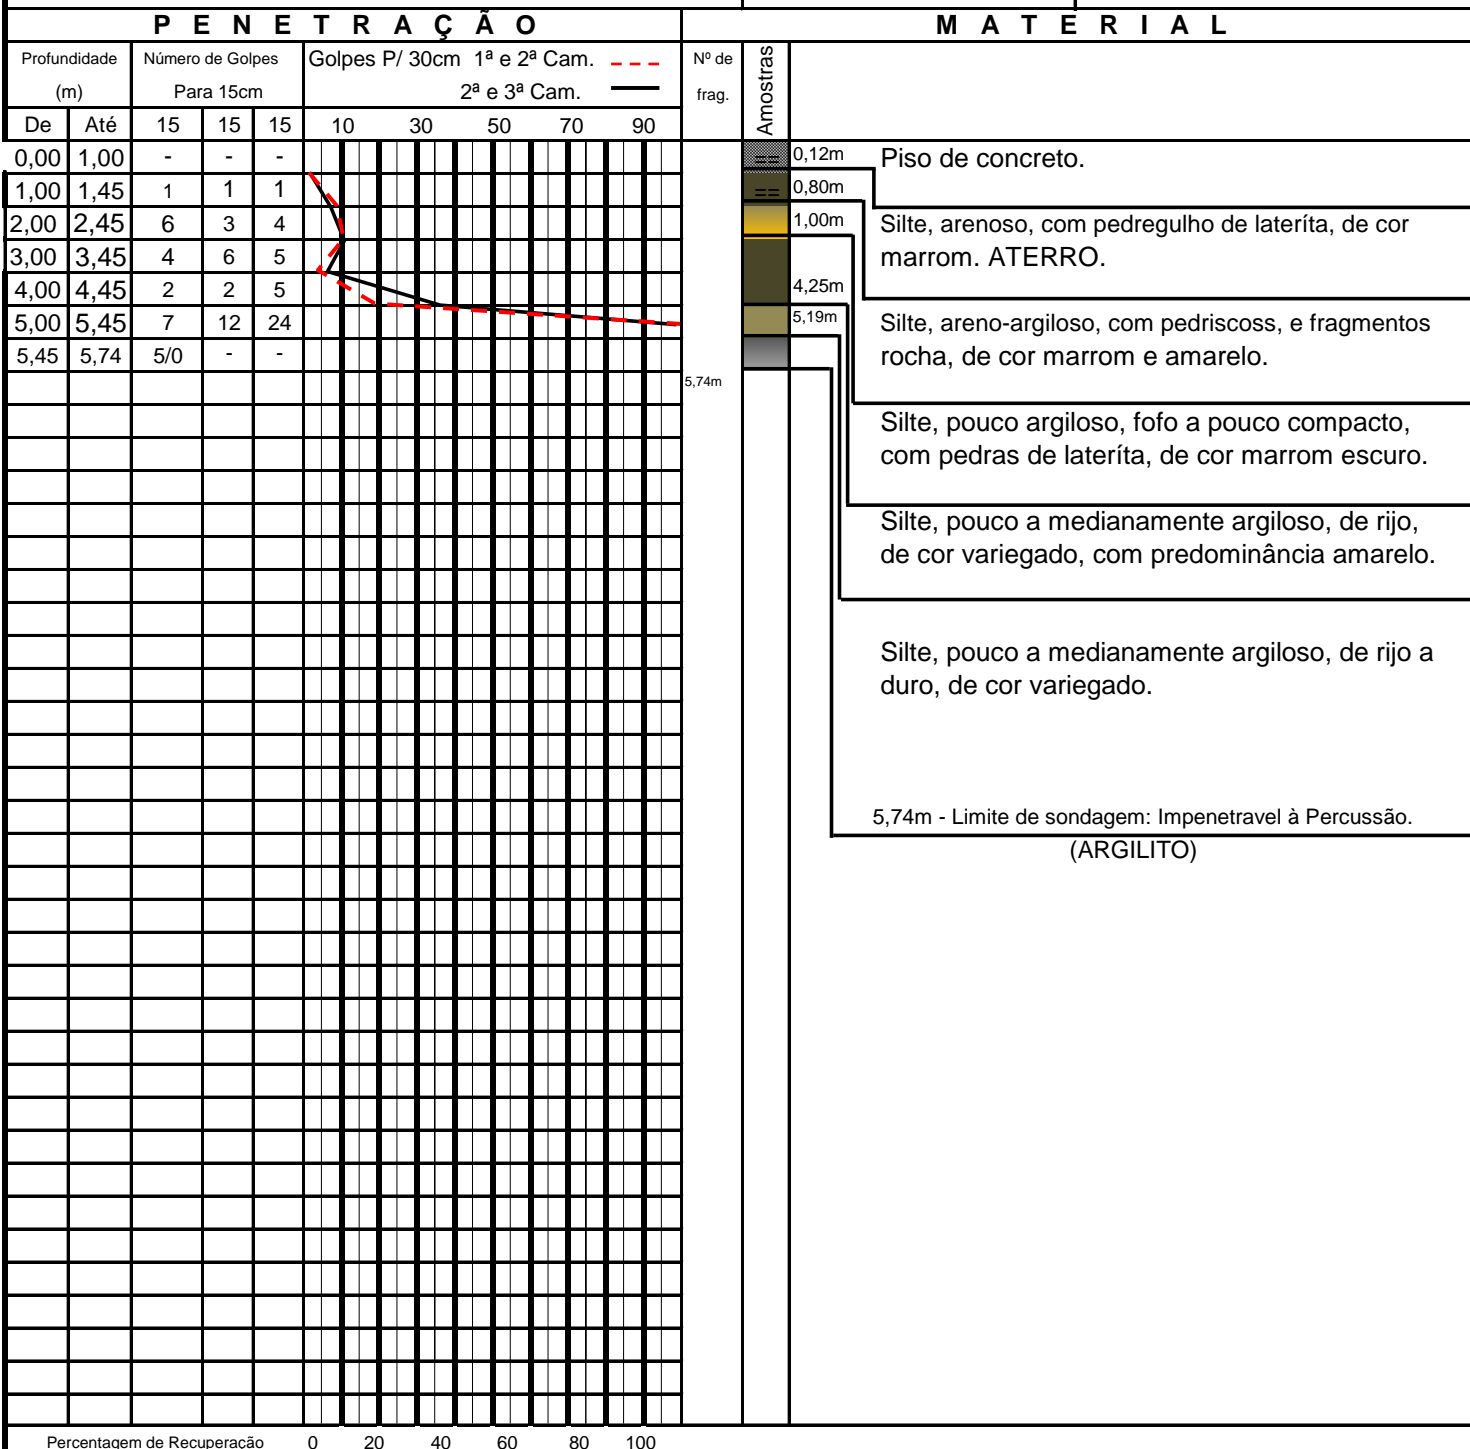 P E N E T R A Ç Ã O M A T E R I A L
Profundidade Número de Golpes Golpes P/ 30cm 1ª e 2ª Cam. Nº de Amostras
(m) Para 15cm 2ª e 3ª Cam. frag.
De Até 15 15 15 10 30 50 70 90
0,00 1,00 - - - == 0,12m Piso de concreto.
1,00 1,45 1 1 1 == 0,80m
2,00 2,45 6 3 4 1,00m Silte, arenoso, com pedregulho de lateríta, de cor
3,00 3,45 4 6 5 marrom. ATERRO.
4,00 4,45 2 2 5 4,25m
5,00 5,45 7 12 24 5,19m Silte, areno-argiloso, com pedriscoss, e fragmentos
5,45 5,74 5/0 - - rocha, de cor marrom e amarelo.
5,74m
Silte, pouco argiloso, fofo a pouco compacto,
com pedras de lateríta, de cor marrom escuro.
Silte, pouco a medianamente argiloso, de rijo,
de cor variegado, com predominância amarelo.
Silte, pouco a medianamente argiloso, de rijo a
duro, de cor variegado.
5,74m - Limite de sondagem: Impenetravel à Percussão.
(ARGILITO)
Percentagem de Recuperação 0 20 40 60 80 100